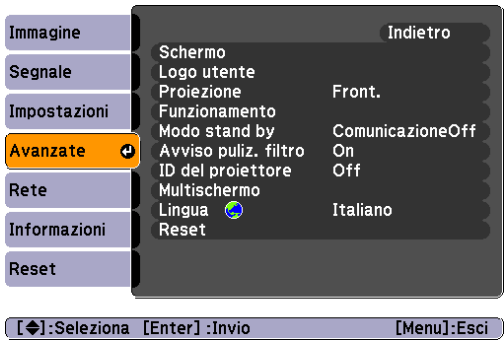 Immagine
Segnale
Impostazioni
Avanzate
Rete
Informazioni
Reset
Indietro
Schermo
Logo utente
Proiezione Front.
Funzionamento
Modo stand by ComunicazioneOff
Avviso puliz. filtro On
ID del proiettore Off
Multischermo
Lingua Italiano
Reset
[◆]:Seleziona [Enter] :Invio [Menu]:Esci